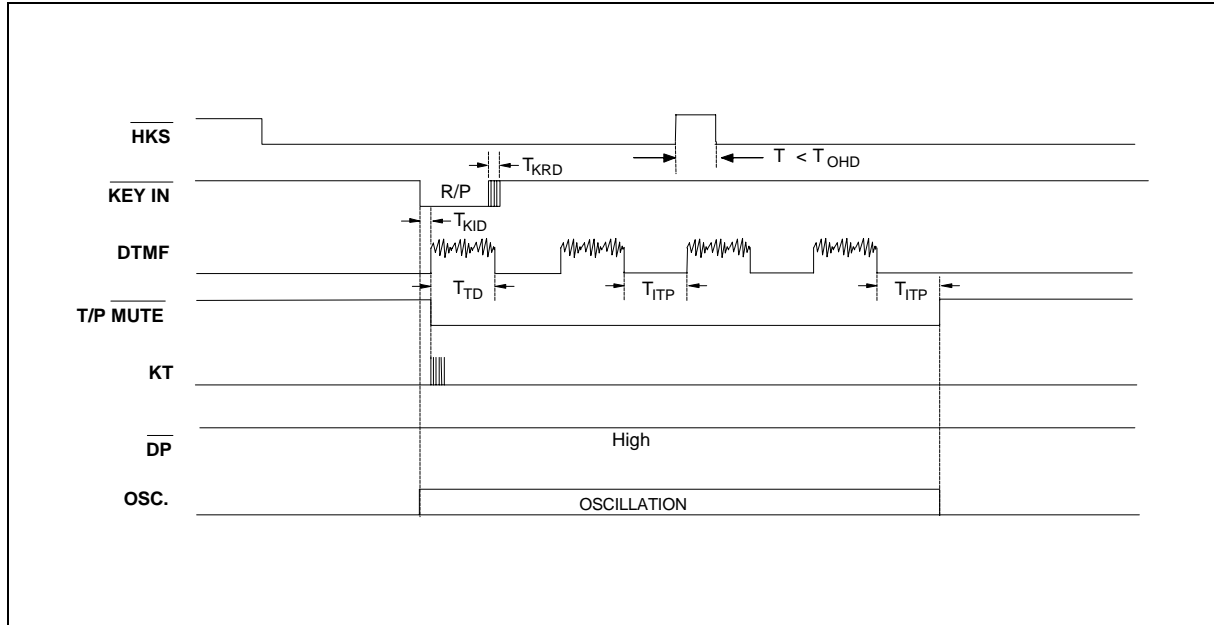 HKS
T < TOHD
TKRD
KEY IN
R/P
TKID
DTMF
TTD
TITP
TITP
T/P MUTE
KT
DP
High
OSC.
OSCILLATION